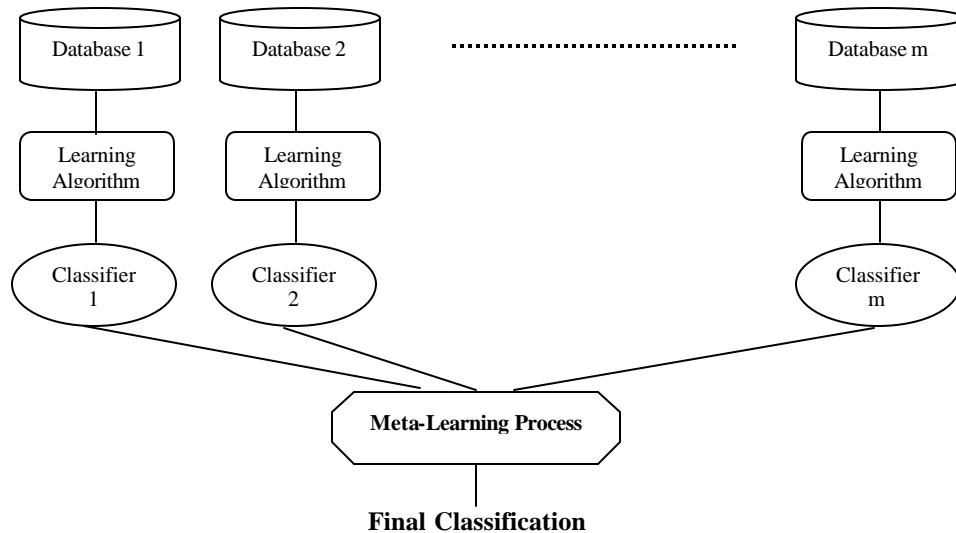 Database 1
Database 2
Database m
Learning
Algorithm
Learning
Algorithm
Learning
Algorithm
Classifier
1
Classifier
2
Classifier
m
Meta-Learning Process
Final Classification